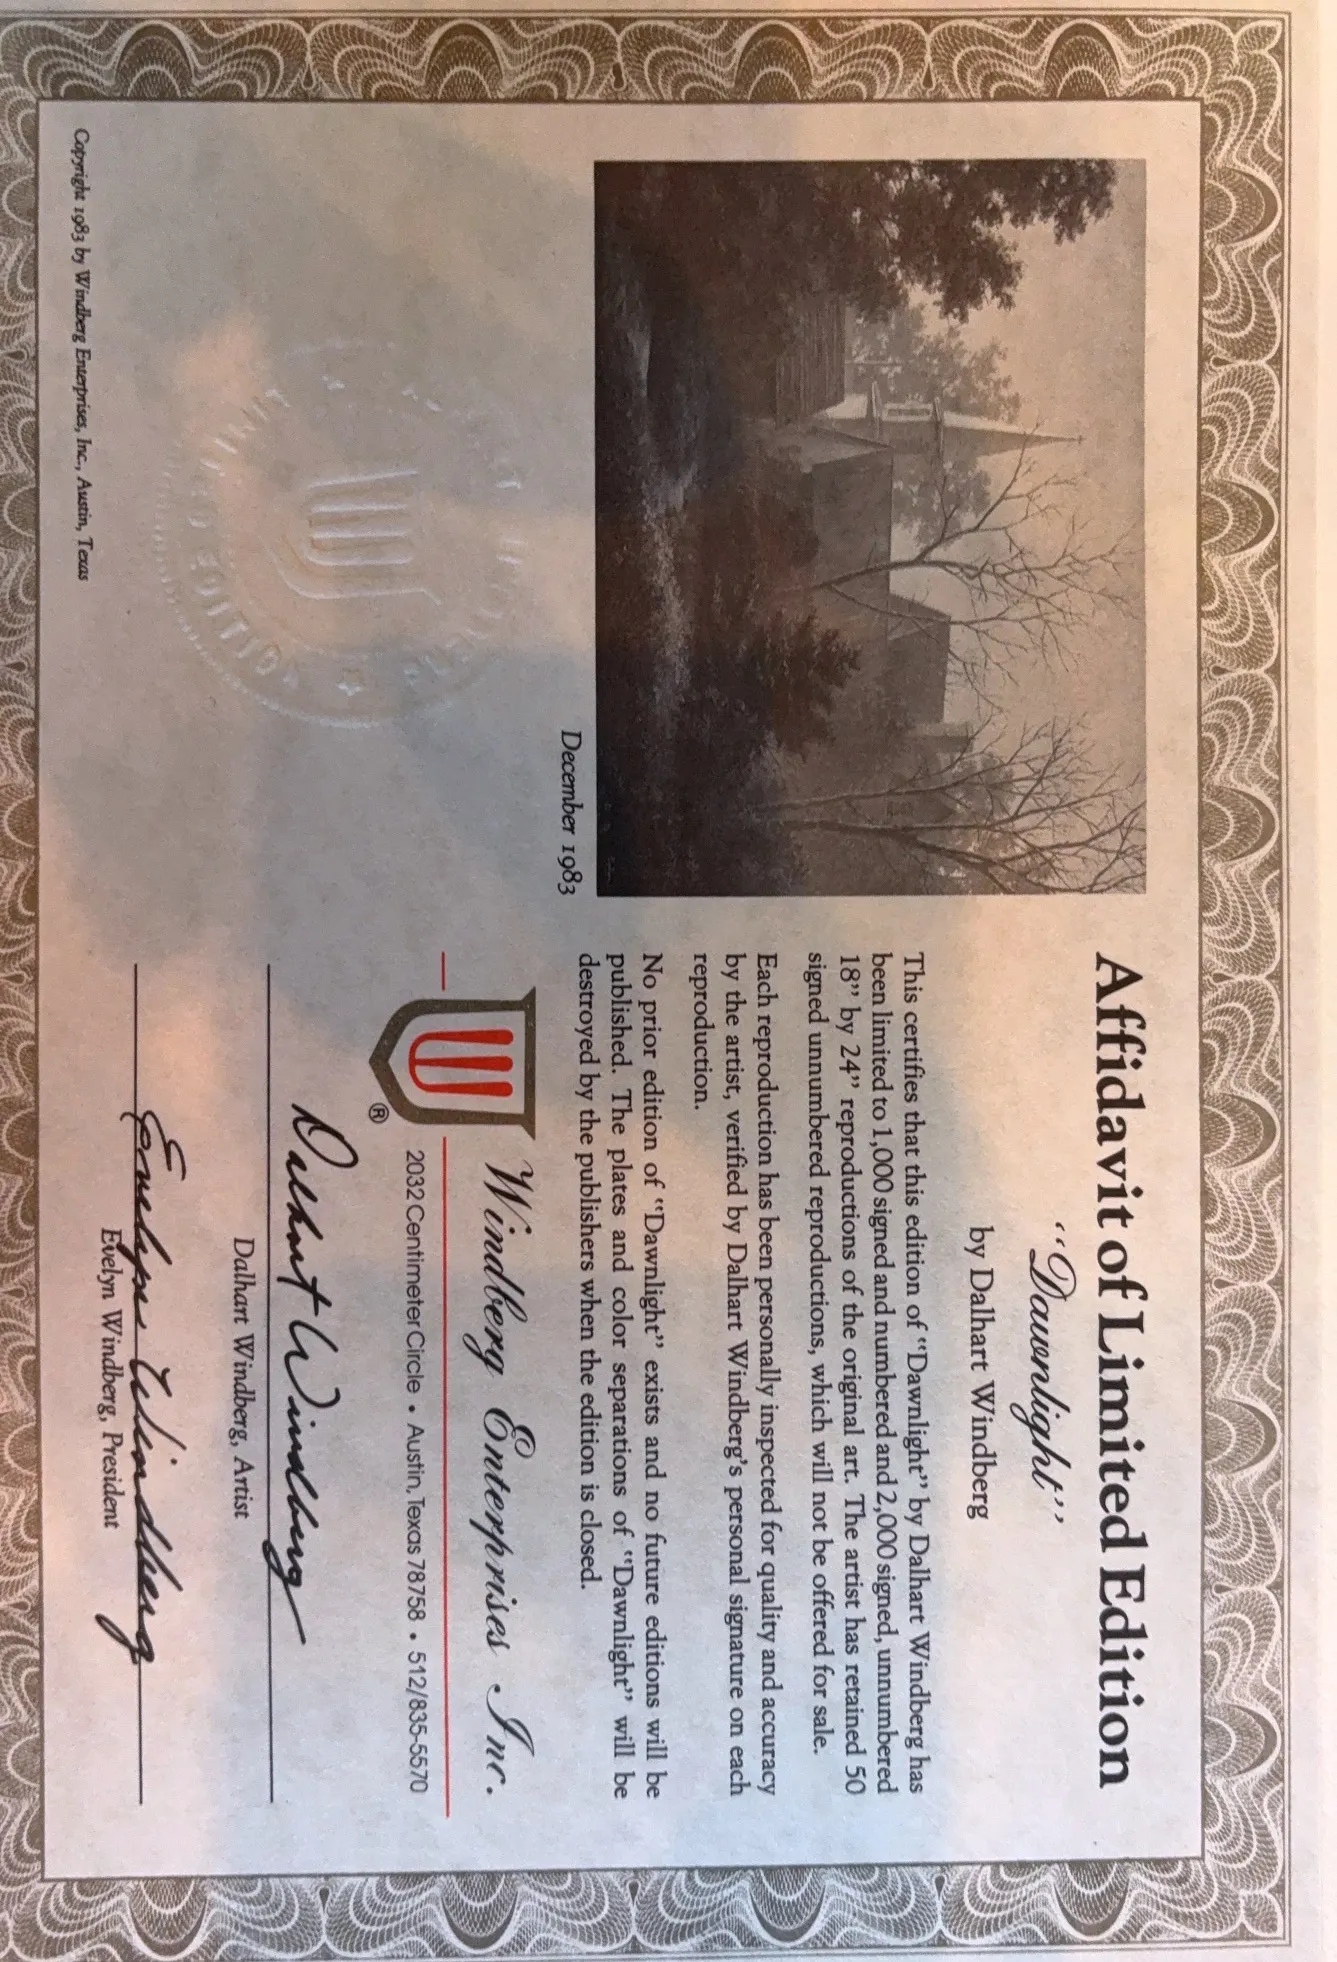 Affidavit of Limited Edition
“Dawnlight”
by Dalhart Windberg
This certifies that this edition of “Dawnlight” by Dalhart Windberg has
been limited to 1,000 signed and numbered and 2,000 signed, unnumbered
18” by 24” reproductions of the original art. The artist has retained 50
signed unnumbered reproductions, which will not be offered for sale.
Each reproduction has been personally inspected for quality and accuracy
by the artist, verified by Dalhart Windberg’s personal signature on each
reproduction.
No prior edition of “Dawnlight” exists and no future editions will be
published. The plates and color separations of “Dawnlight” will be
destroyed by the publishers when the edition is closed.
December 1983
Windberg Enterprises Inc.
®
2032 Centimeter Circle • Austin, Texas 78758 • 512/835-5570
Dalhart Windberg
Dalhart Windberg, Artist
Evelyn Windberg
Evelyn Windberg, President
EDITION
Copyright 1983 by Windberg Enterprises, Inc., Austin, Texas